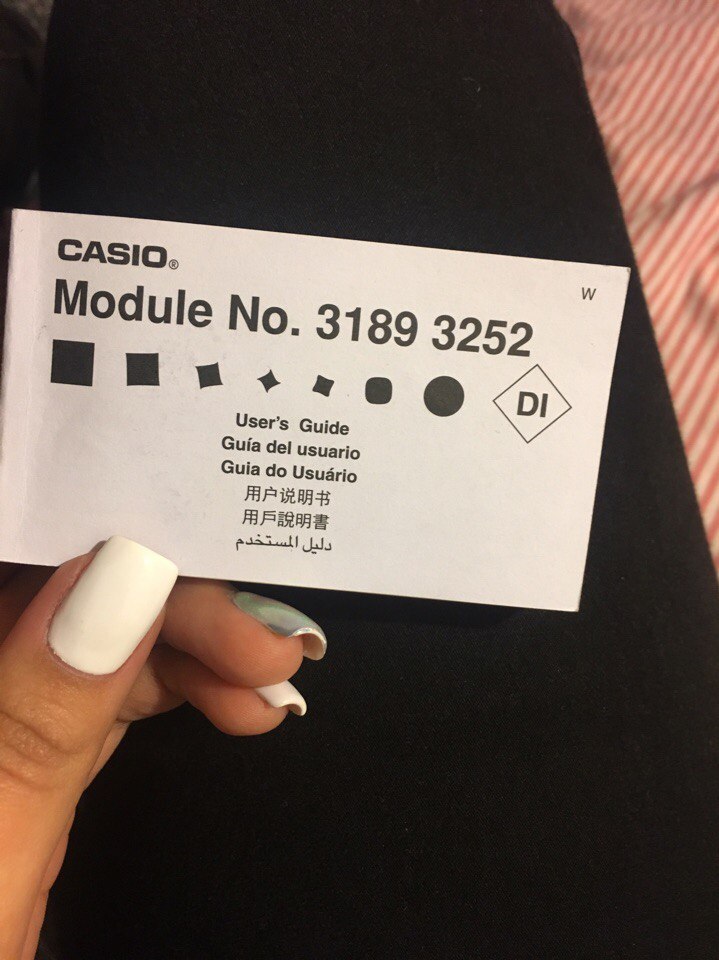 CASIO®
W
Module No. 3189 3252
DI
User's Guide
Guía del usuario
Guia do Usuário
用户说明书
用戶說明書
دليل المستخدم